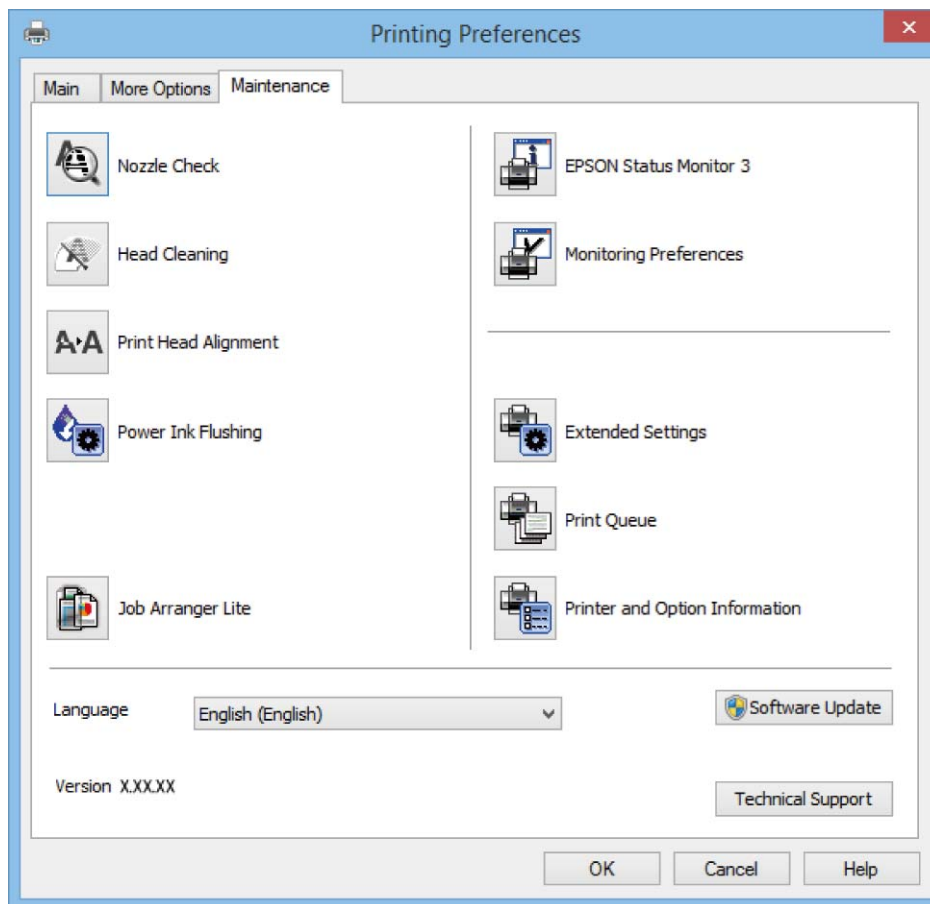 Printing Preferences
Main
More Options
Maintenance
Nozzle Check
Head Cleaning
A·A Print Head Alignment
Power Ink Flushing
Job Arranger Lite
EPSON Status Monitor 3
Monitoring Preferences
Extended Settings
Print Queue
Printer and Option Information
Language
English (English)
Software Update
Version X.XX.XX
Technical Support
OK
Cancel
Help